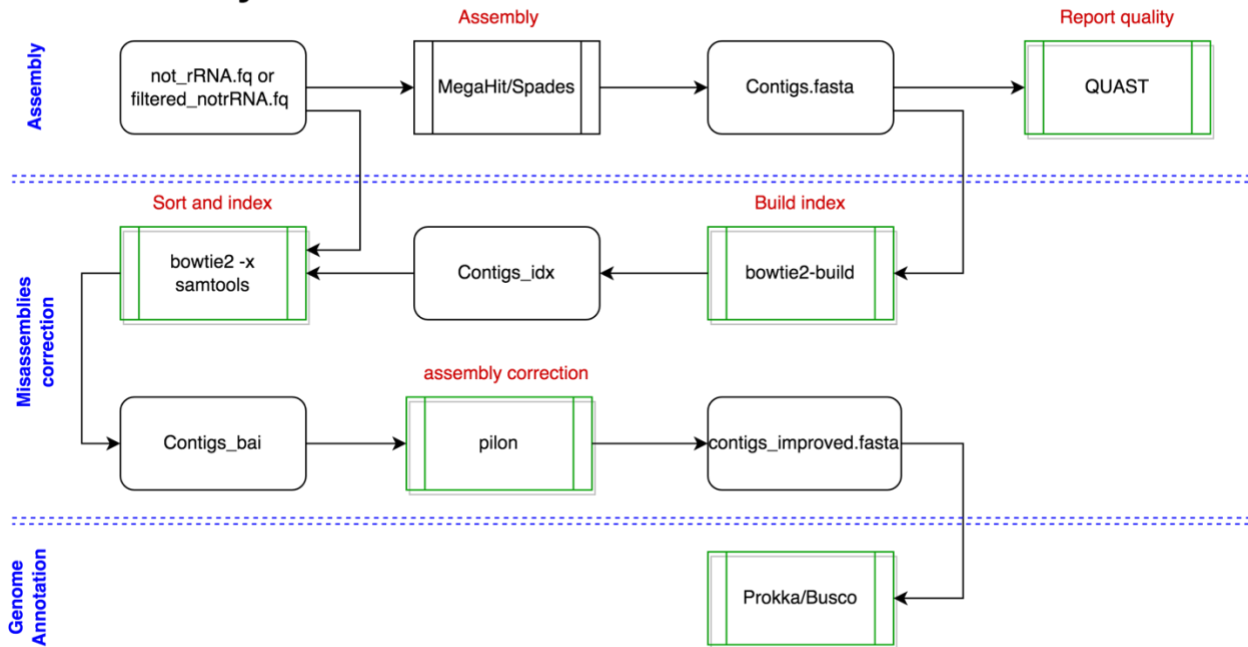 Assembly
Report quality
Assembly
not_rRNA.fq or
filtered_notrRNA.fq
MegaHit/Spades
Contigs.fasta
QUAST
Sort and index
Build index
Misassemblies
correction
bowtie2 -x
samtools
Contigs_idx
bowtie2-build
assembly correction
Contigs_bai
pilon
contigs_improved.fasta
Genome
Annotation
Prokka/Busco